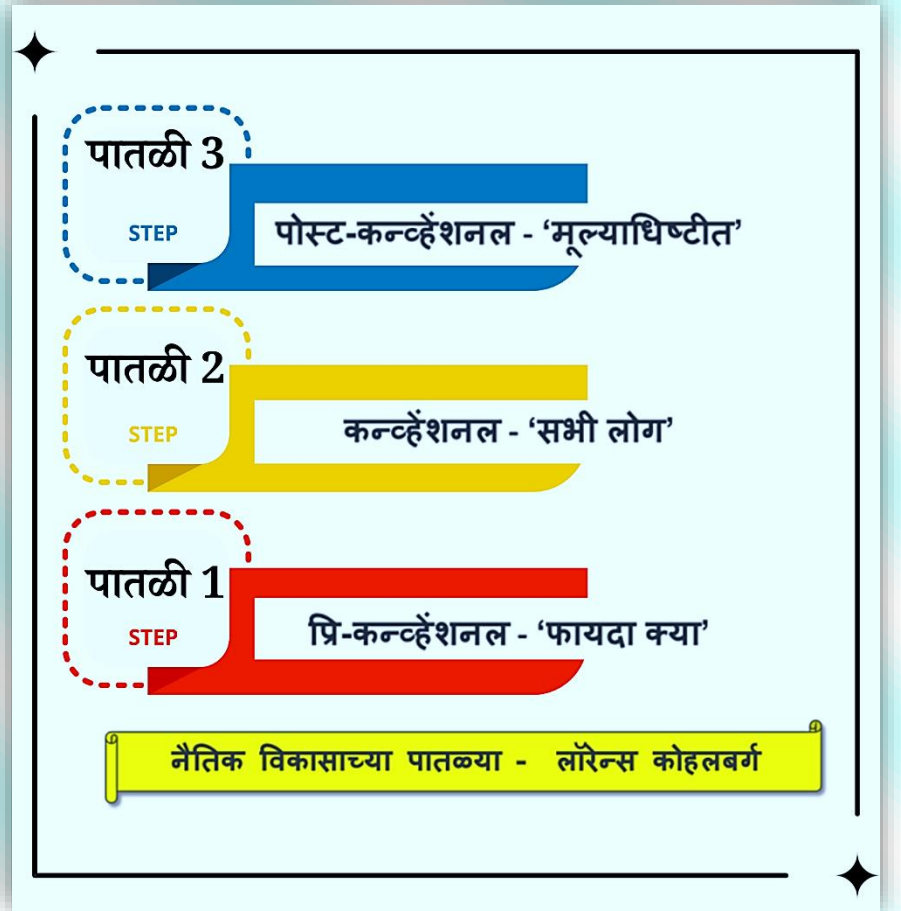 पातळी 3
STEP
पोस्ट-कन्व्हेंशनल - ‘मूल्याधिष्टीत’
पातळी 2
STEP
कन्व्हेंशनल - ‘सभी लोग’
पातळी 1
STEP
प्रि-कन्व्हेंशनल - ‘फायदा क्या’
नैतिक विकासाच्या पातळ्या - लॉरेन्स कोहलबर्ग